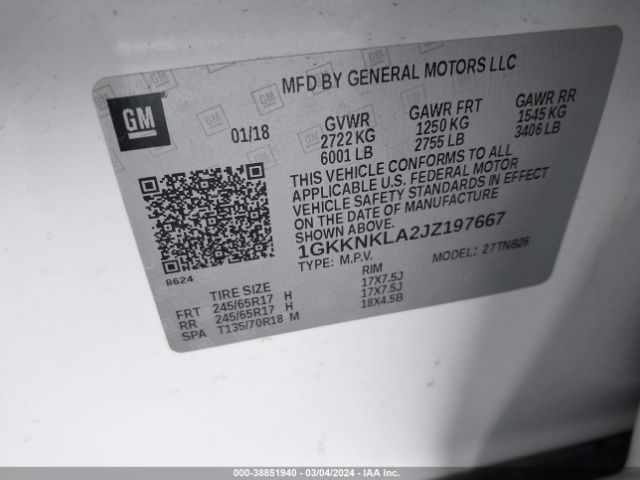 MFD BY GENERAL MOTORS LLC
GM
01/18
GVWR GAWR FRT GAWR RR
2722 KG 1250 KG 1545 KG
6001 LB 2755 LB 3406 LB
THIS VEHICLE CONFORMS TO ALL
APPLICABLE U.S. FEDERAL MOTOR
VEHICLE SAFETY STANDARDS IN EFFECT
ON THE DATE OF MANUFACTURE
SHOWN ABOVE.
1GKKNKLA2JZ197667
TYPE: M.P.V. MODEL: 27TNB26
8624
TIRE SIZE RIM
FRT 245/65R17 H 17X7.5J
RR 245/65R17 H 17X7.5J
SPA T135/70R18 M 18X4.5B
000-38851940 - 03/04/2024 - IAA Inc.